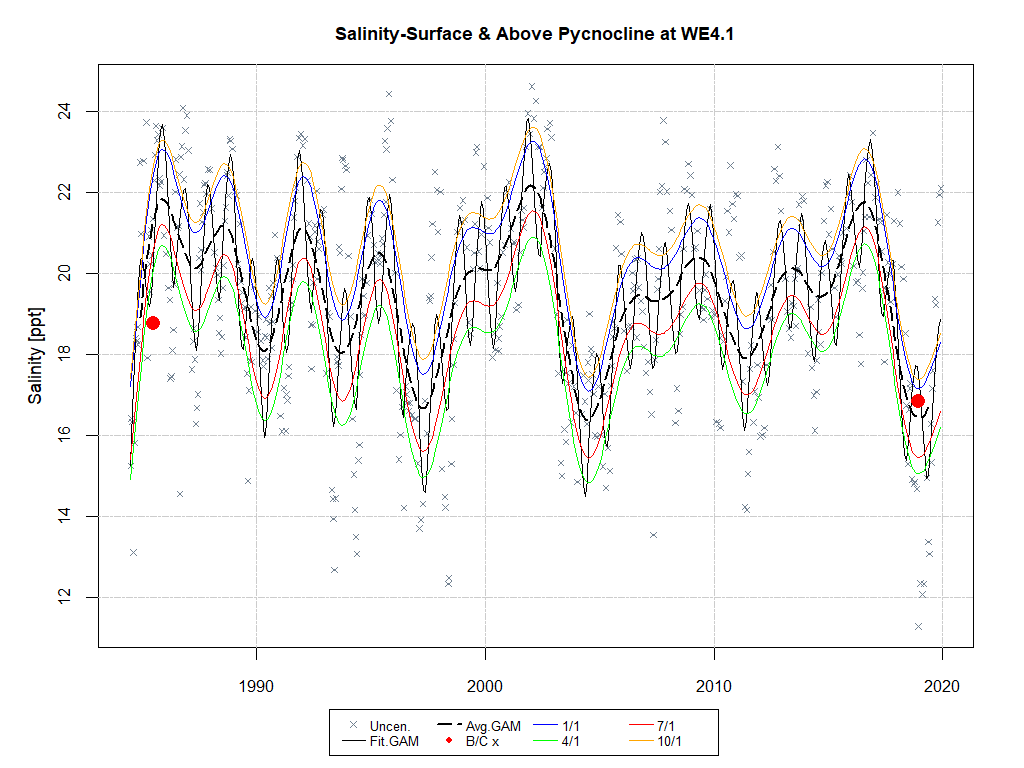 Salinity-Surface & Above Pycnocline at WE4.1
Salinity [ppt]
24
22
20
18
16
14
12
1990 2000 2010 2020
Uncen. Avg.GAM 1/1 7/1
Fit.GAM B/C x 4/1 10/1